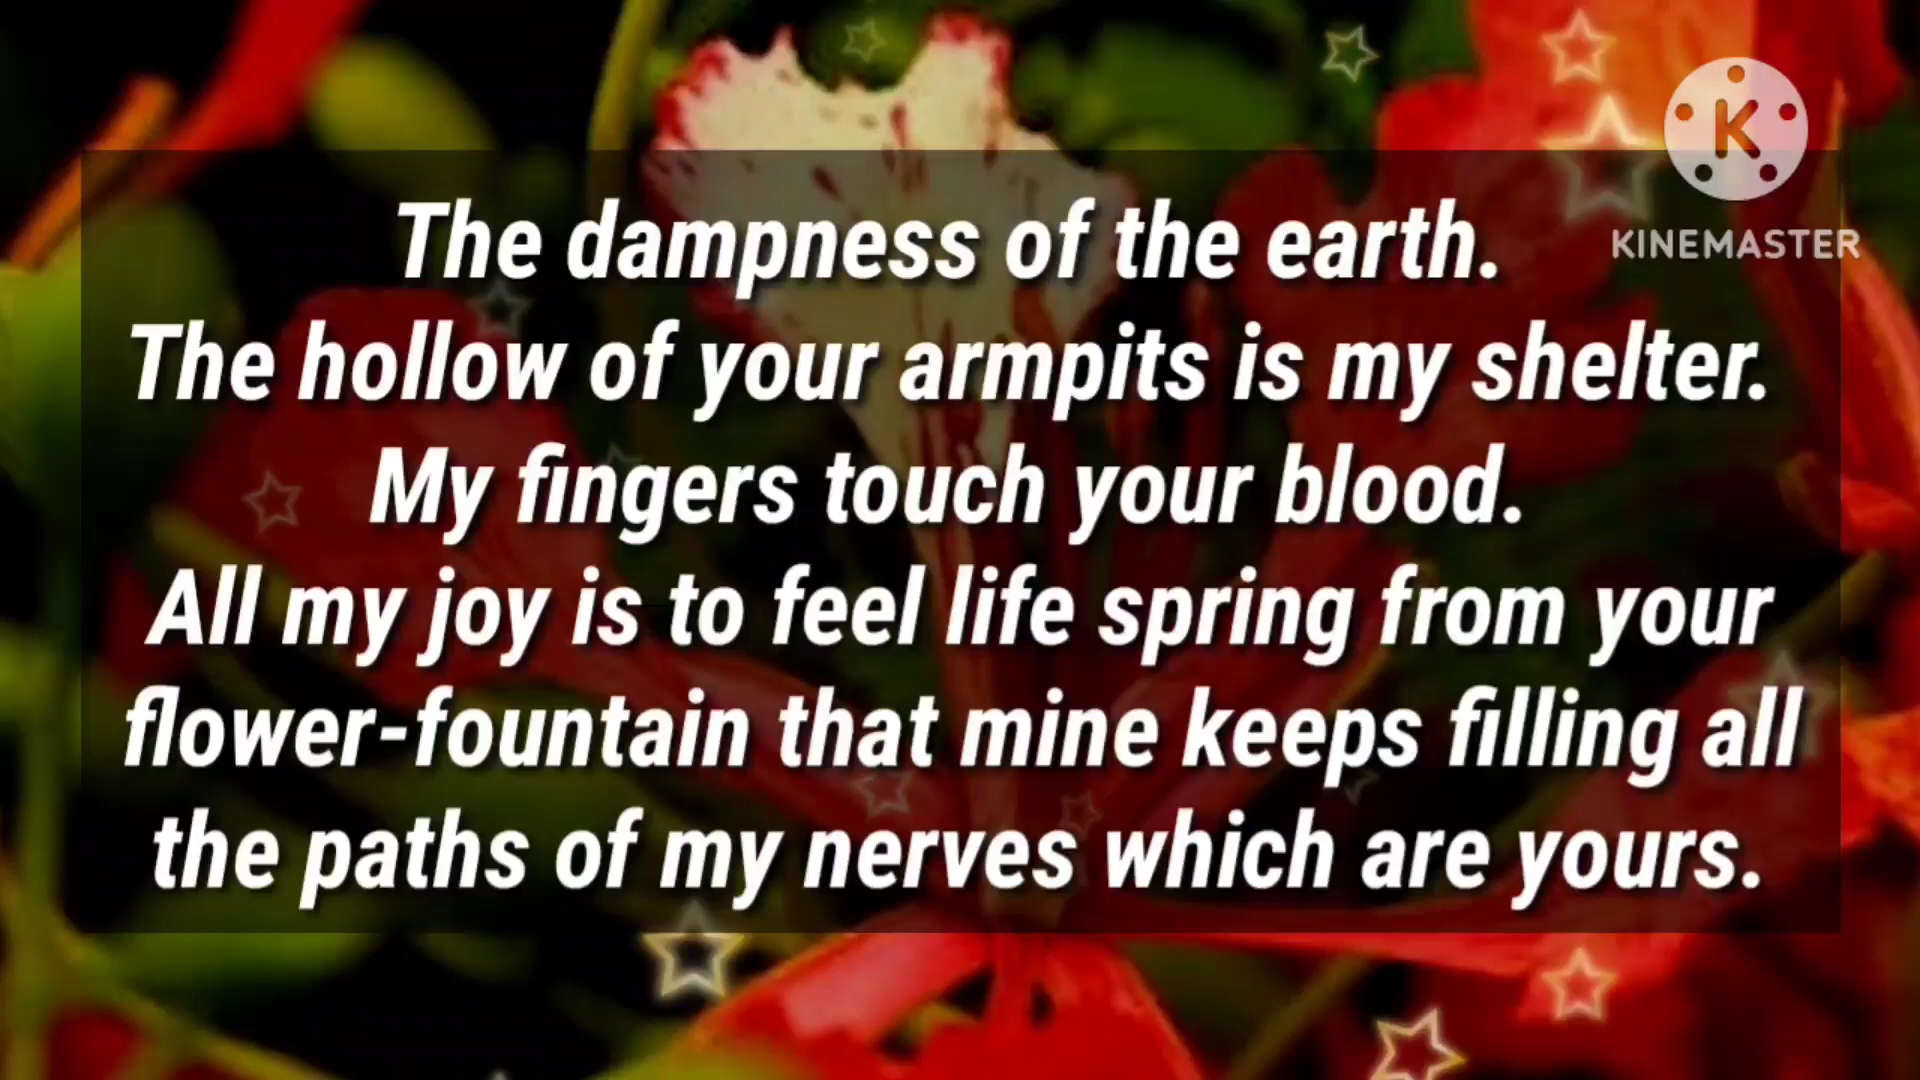 K
KINEMASTER
The dampness of the earth.
The hollow of your armpits is my shelter.
My fingers touch your blood.
All my joy is to feel life spring from your
flower-fountain that mine keeps filling all
the paths of my nerves which are yours.